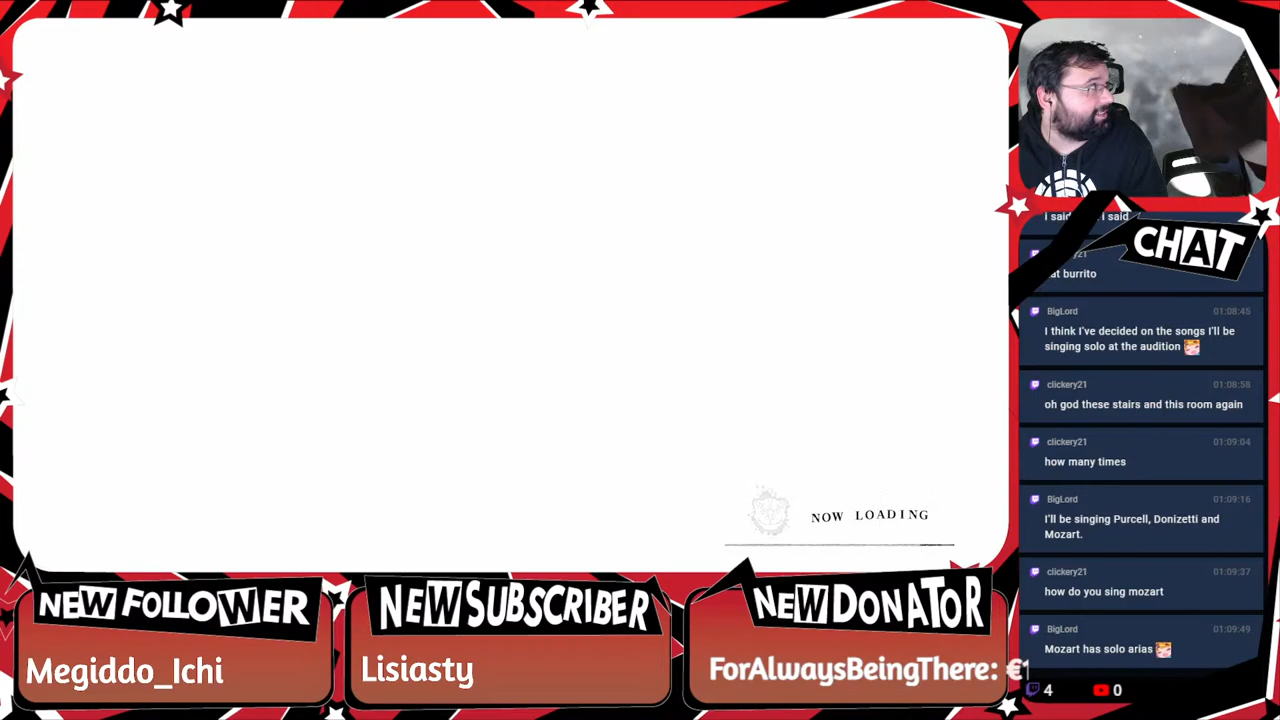 NOW LOADING
CHAT
at burrito
BigLord 01:08:45
I think I've decided on the songs I'll be
singing solo at the audition
clickery21 01:08:58
oh god these stairs and this room again
clickery21 01:09:04
how many times
BigLord 01:09:16
I'll be singing Purcell, Donizetti and
Mozart.
clickery21 01:09:37
how do you sing mozart
BigLord 01:09:49
Mozart has solo arias
4 0
NEW FOLLOWER
Megiddo_Ichi
NEW SUBSCRIBER
Lisiasty
NEW DONATOR
ForAlwaysBeingThere: €1